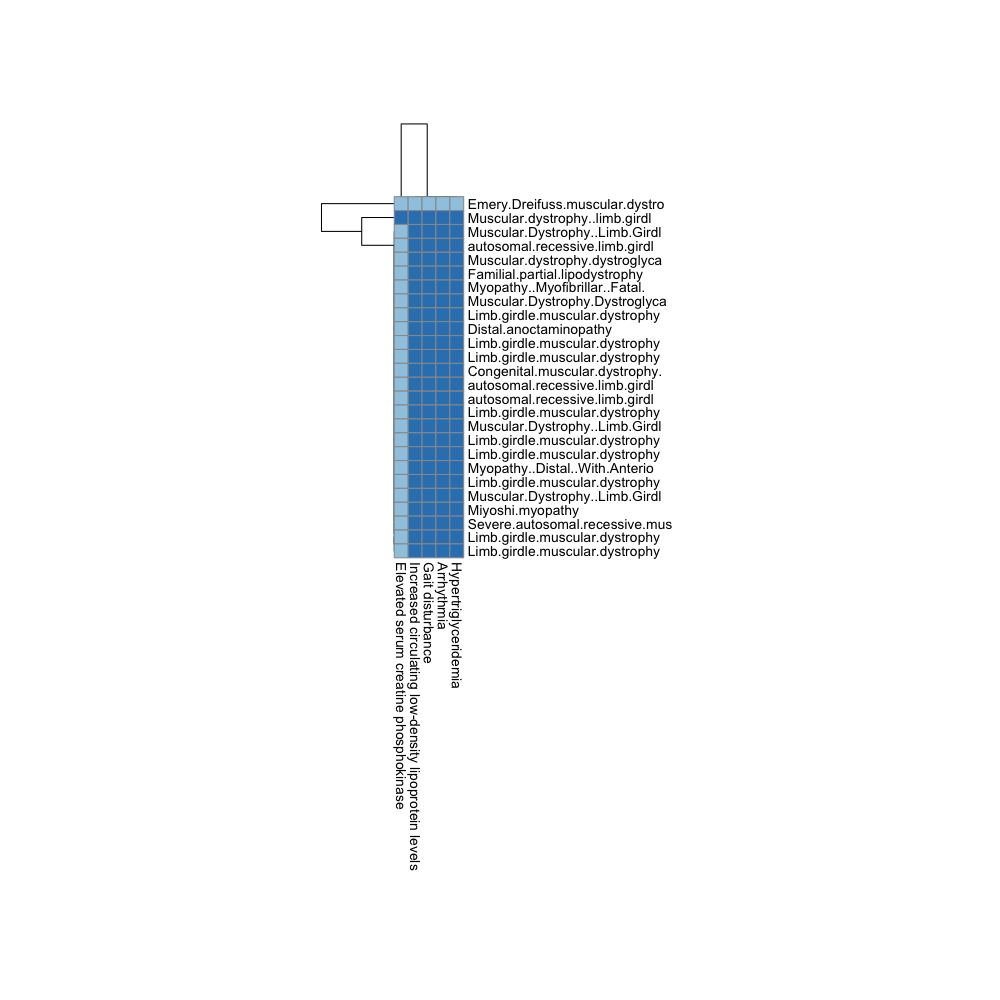 Emery.Dreifuss.muscular.dystro
Muscular.dystrophy..limb.girdl
Muscular.Dystrophy..Limb.Girdl
autosomal.recessive.limb.girdl
Muscular.dystrophy.dystroglyca
Familial.partial.lipodystrophy
Myopathy..Myofibrillar..Fatal.
Muscular.Dystrophy.Dystroglyca
Limb.girdle.muscular.dystrophy
Distal.anoctaminopathy
Limb.girdle.muscular.dystrophy
Limb.girdle.muscular.dystrophy
Congenital.muscular.dystrophy.
autosomal.recessive.limb.girdl
autosomal.recessive.limb.girdl
Limb.girdle.muscular.dystrophy
Muscular.Dystrophy..Limb.Girdl
Limb.girdle.muscular.dystrophy
Limb.girdle.muscular.dystrophy
Myopathy..Distal..With.Anterio
Limb.girdle.muscular.dystrophy
Muscular.Dystrophy..Limb.Girdl
Miyoshi.myopathy
Severe.autosomal.recessive.mus
Limb.girdle.muscular.dystrophy
Limb.girdle.muscular.dystrophy
Elevated serum creatine phosphokinase
Increased circulating low-density lipoprotein levels
Gait disturbance
Arrhythmia
Hypertriglyceridemia